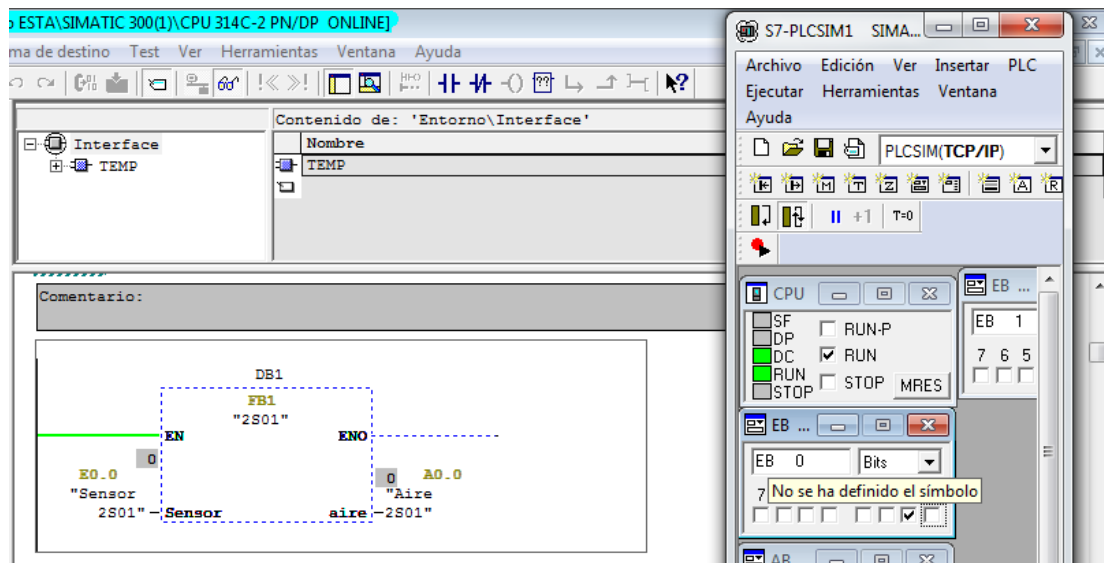 o ESTA\SIMATIC 300(1)\CPU 314C-2 PN/DP ONLINE]
ma de destino Test Ver Herramientas Ventana Ayuda
!« »!
Contenido de: 'Entorno\Interface'
Interface
Nombre
TEMP
TEMP
Comentario:
DB1
FB1
"2S01"
EN
ENO
0
E0.0
"Sensor
2S01"
Sensor
0
A0.0
"Aire
aire
2S01"
S7-PLCSIM1 SIMA...
Archivo Edición Ver Insertar PLC
Ejecutar Herramientas Ventana
Ayuda
PLCSIM(TCP/IP)
+1 T=0
CPU
SF
DP
DC
RUN
STOP
RUN-P
RUN
STOP
MRES
EB ...
EB 1
7 6 5
EB ...
EB 0
Bits
7
No se ha definido el símbolo
AB